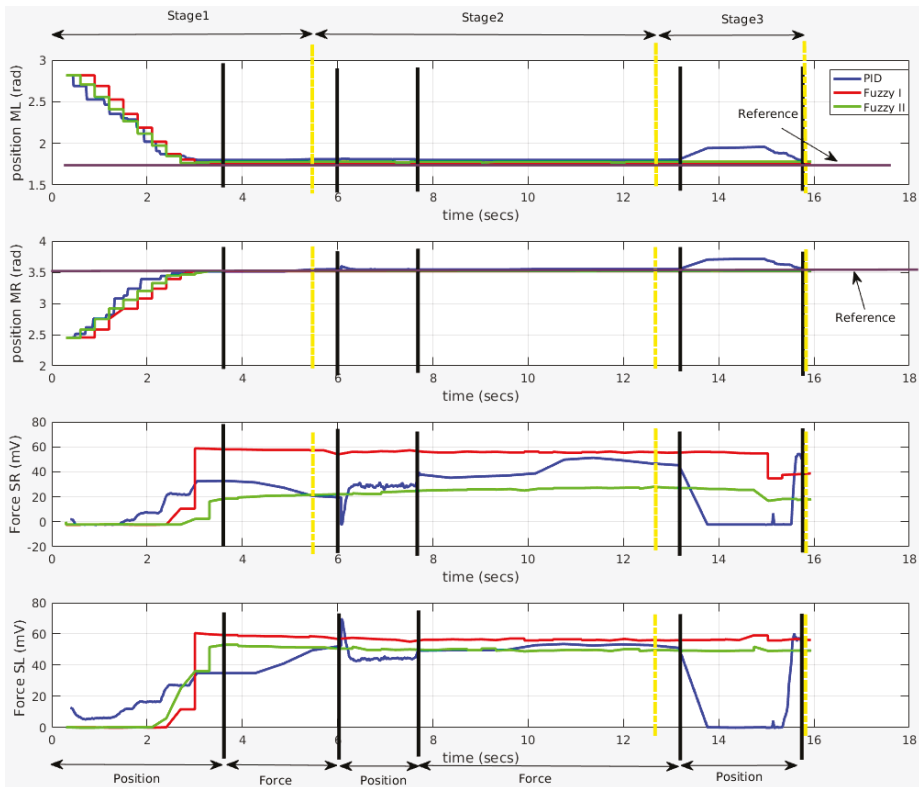 Stage1
Stage2
Stage3
position ML (rad)
3
2.5
2
1.5
PID
Fuzzy I
Fuzzy II
Reference
0 2 4 6 8 10 12 14 16 18
time (secs)
position MR (rad)
4
3.5
3
2.5
2
Reference
0 2 4 6 8 10 12 14 16 18
time (secs)
Force SR (mV)
80
60
40
20
0
-20
0 2 4 6 8 10 12 14 16 18
time (secs)
Force SL (mV)
80
60
40
20
0
0 2 4 6 8 10 12 14 16 18
time (secs)
Position Force Position Force Position